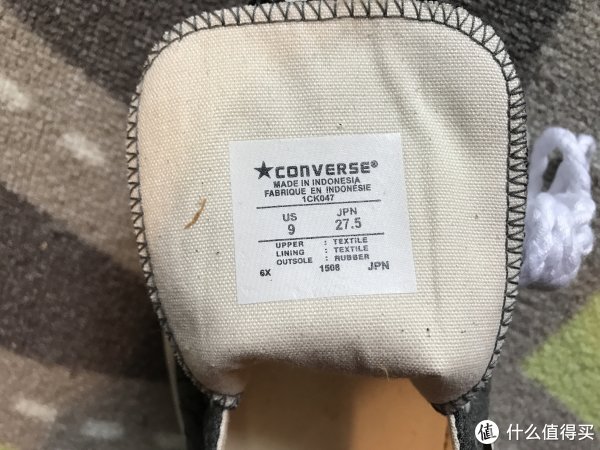 ★CONVERSE®
MADE IN INDONESIA
FABRIQUE EN INDONÉSIE
1CK047
US JPN
9 27.5
UPPER : TEXTILE
LINING : TEXTILE
OUTSOLE : RUBBER
6X 1508 JPN
值 什么值得买